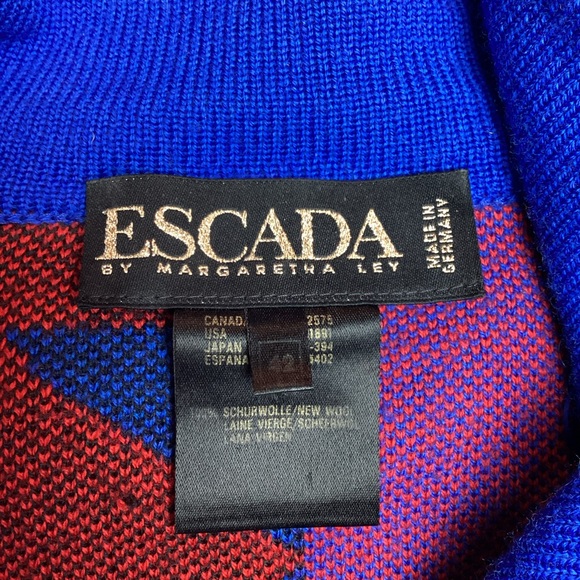 ESCADA
BY MARGARETHA LEY
MADE IN
GERMANY
CANADA 2575
USA 1891
JAPAN -394
ESPANA 5402
42
100% SCHURWOLLE/NEW WOOL
LAINE VIERGE/SCHEERWOL
LANA VIRGEN